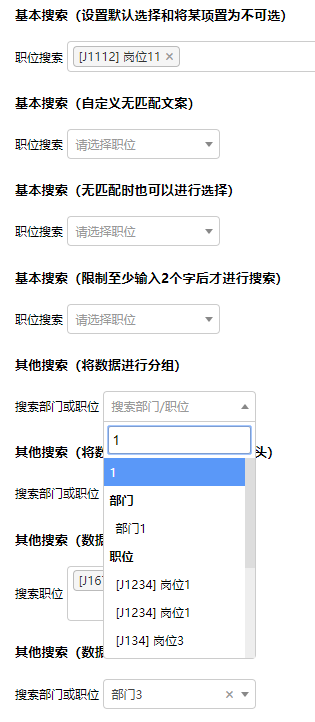 基本搜索（设置默认选择和将某项置为不可选）
职位搜索 [J1112] 岗位11 ×
基本搜索（自定义无匹配文案）
职位搜索 请选择职位
基本搜索（无匹配时也可以进行选择）
职位搜索 请选择职位
基本搜索（限制至少输入2个字后才进行搜索）
职位搜索 请选择职位
其他搜索（将数据进行分组）
搜索部门或职位 搜索部门/职位
1
其他搜索（将数 头）
1
搜索部门或职位
部门
部门1
其他搜索（数据
职位
搜索职位 [J16
[J1234] 岗位1
[J1234] 岗位1
[J134] 岗位3
其他搜索（数据
搜索部门或职位 部门3 ×